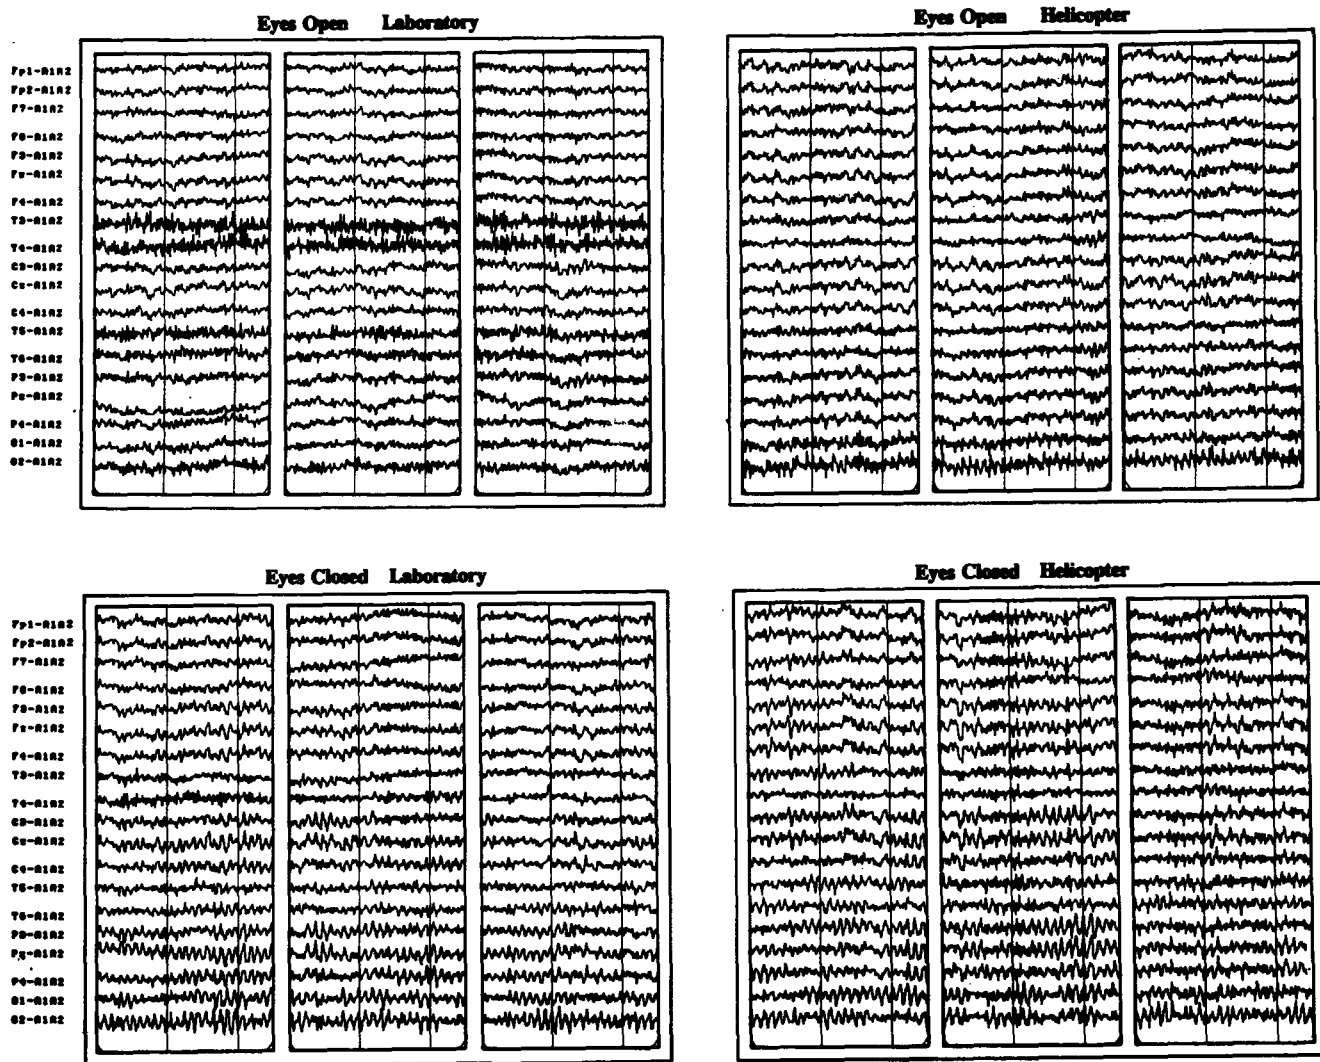 Eyes Open Laboratory
Fp1-A1A2
Fp2-A1A2
F7-A1A2
F8-A1A2
F3-A1A2
Fz-A1A2
F4-A1A2
T3-A1A2
T4-A1A2
C3-A1A2
Cz-A1A2
C4-A1A2
T5-A1A2
T6-A1A2
P3-A1A2
Pz-A1A2
P4-A1A2
O1-A1A2
O2-A1A2
Eyes Open Helicopter
Eyes Closed Laboratory
Fp1-A1A2
Fp2-A1A2
F7-A1A2
F8-A1A2
F3-A1A2
Fz-A1A2
F4-A1A2
T3-A1A2
T4-A1A2
C3-A1A2
Cz-A1A2
C4-A1A2
T5-A1A2
T6-A1A2
P3-A1A2
Pz-A1A2
P4-A1A2
O1-A1A2
O2-A1A2
Eyes Closed Helicopter